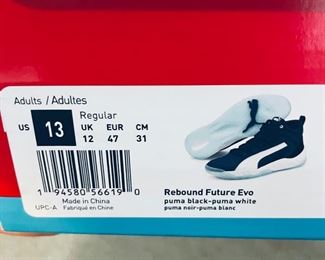 Adults / Adultes
Regular
US 13 UK 12 EUR 47 CM 31
1 94580 56619 0
Made in China
UPC-A Fabriqué en Chine
Rebound Future Evo
puma black-puma white
puma noir-puma blanc